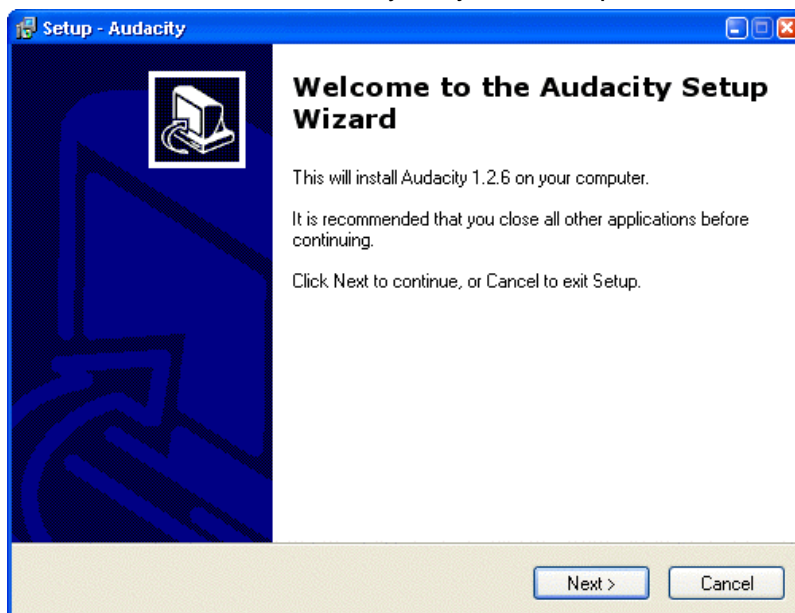 Setup - Audacity
Welcome to the Audacity Setup
Wizard
This will install Audacity 1.2.6 on your computer.
It is recommended that you close all other applications before
continuing.
Click Next to continue, or Cancel to exit Setup.
Next >
Cancel